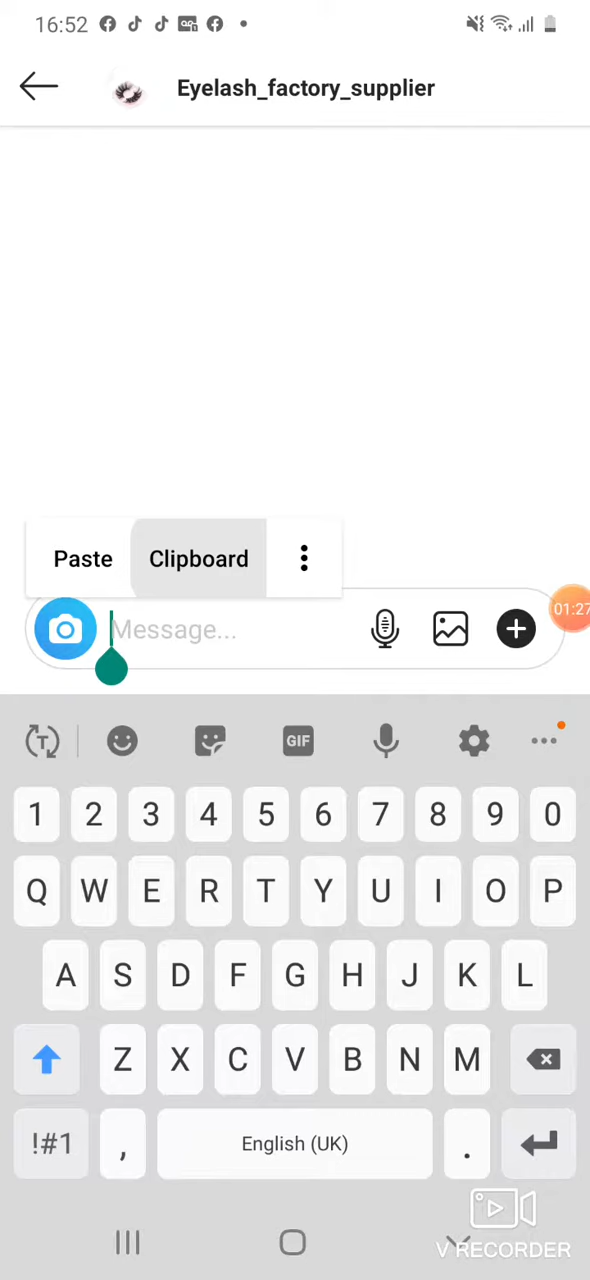 16:52
Eyelash_factory_supplier
Paste Clipboard
Message...
01:27
T
GIF
1 2 3 4 5 6 7 8 9 0
Q W E R T Y U I O P
A S D F G H J K L
Z X C V B N M
!#1 , English (UK) .
V RECORDER